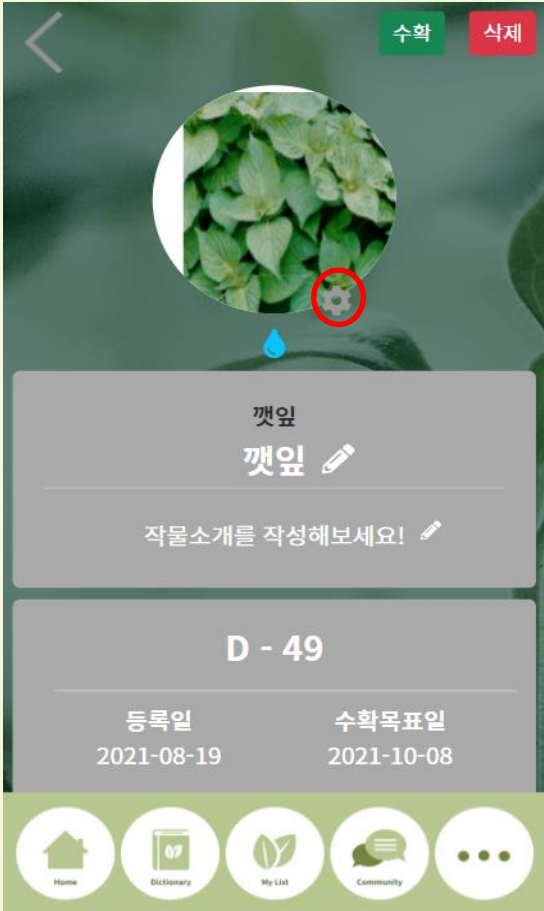 수확 삭제
깻잎
깻잎
작물소개를 작성해보세요!
D - 49
등록일 수확목표일
2021-08-19 2021-10-08
Home Dictionary My List Community